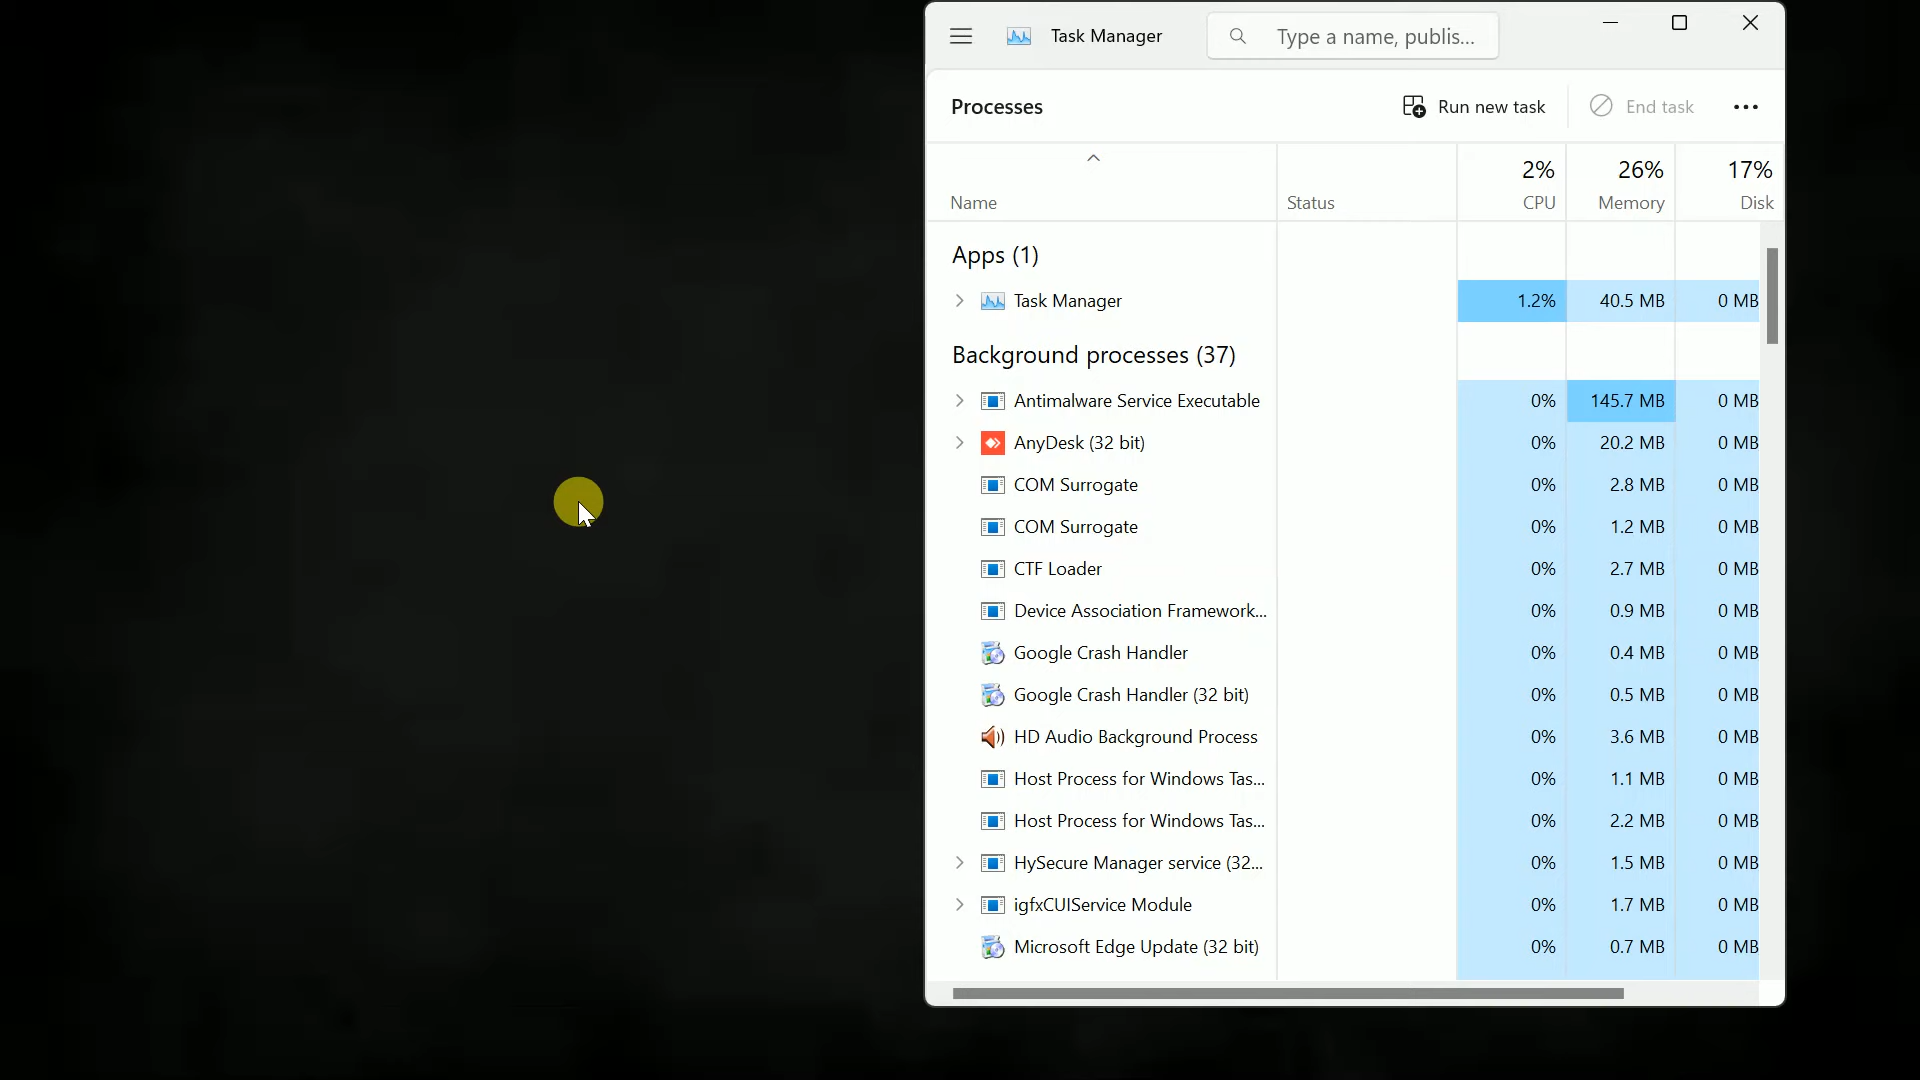 Task Manager
Type a name, publis...
Processes
Run new task
End task
2% 26% 17%
Name Status CPU Memory Disk
Apps (1)
Task Manager 1.2% 40.5 MB 0 MB
Background processes (37)
Antimalware Service Executable 0% 145.7 MB 0 MB
AnyDesk (32 bit) 0% 20.2 MB 0 MB
COM Surrogate 0% 2.8 MB 0 MB
COM Surrogate 0% 1.2 MB 0 MB
CTF Loader 0% 2.7 MB 0 MB
Device Association Framework... 0% 0.9 MB 0 MB
Google Crash Handler 0% 0.4 MB 0 MB
Google Crash Handler (32 bit) 0% 0.5 MB 0 MB
HD Audio Background Process 0% 3.6 MB 0 MB
Host Process for Windows Tas... 0% 1.1 MB 0 MB
Host Process for Windows Tas... 0% 2.2 MB 0 MB
HySecure Manager service (32... 0% 1.5 MB 0 MB
igfxCUIService Module 0% 1.7 MB 0 MB
Microsoft Edge Update (32 bit) 0% 0.7 MB 0 MB